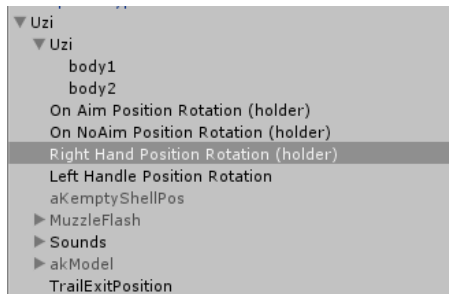 Uzi
Uzi
body1
body2
On Aim Position Rotation (holder)
On NoAim Position Rotation (holder)
Right Hand Position Rotation (holder)
Left Handle Position Rotation
aKemptyShellPos
MuzzleFlash
Sounds
akModel
TrailExitPosition